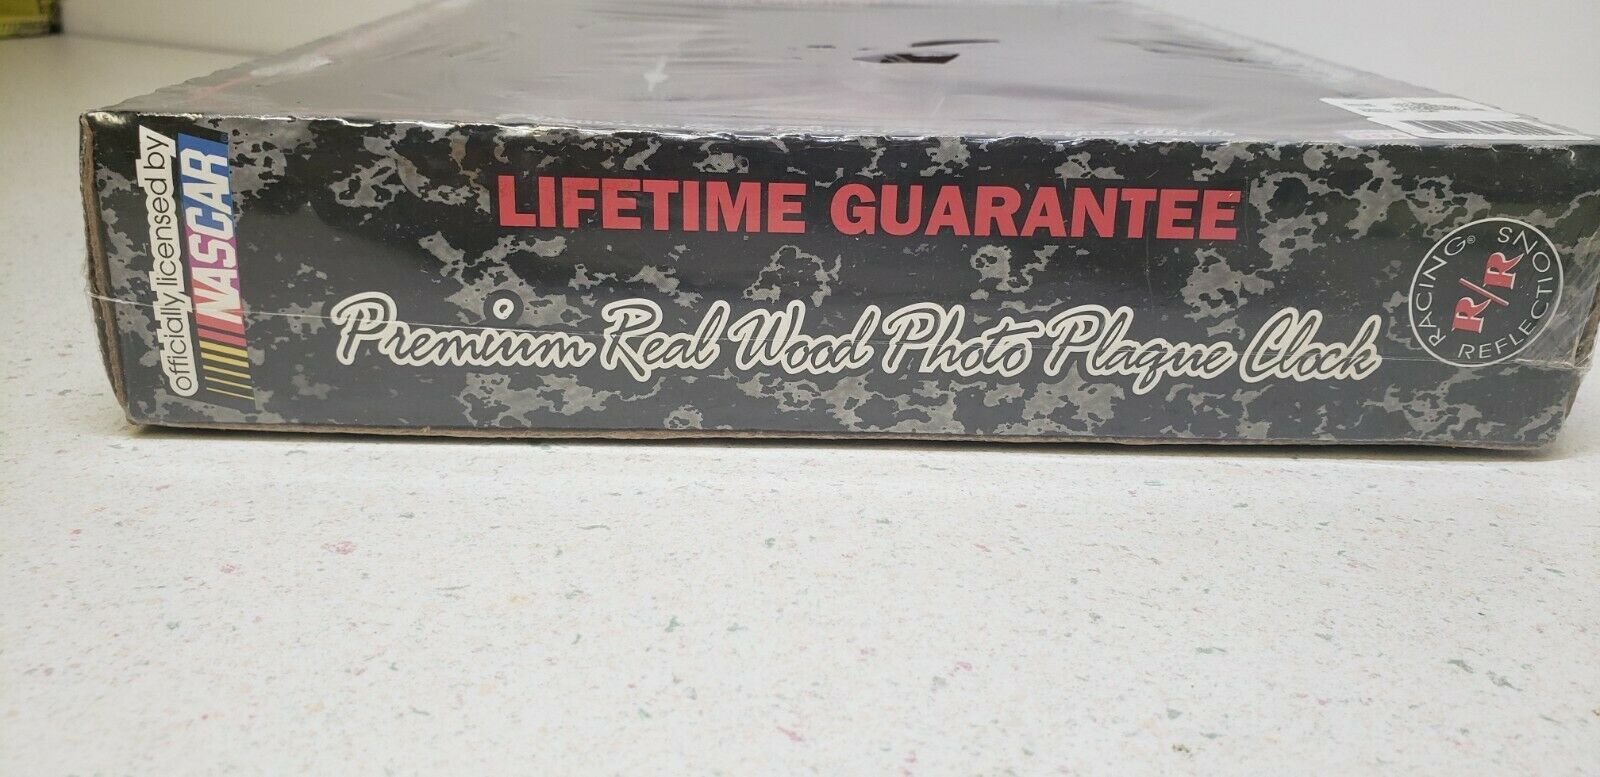 officially licensed by
NASCAR
LIFETIME GUARANTEE
Premium Real Wood Photo Plaque Clock
RACING® REFLECTIONS
R/R